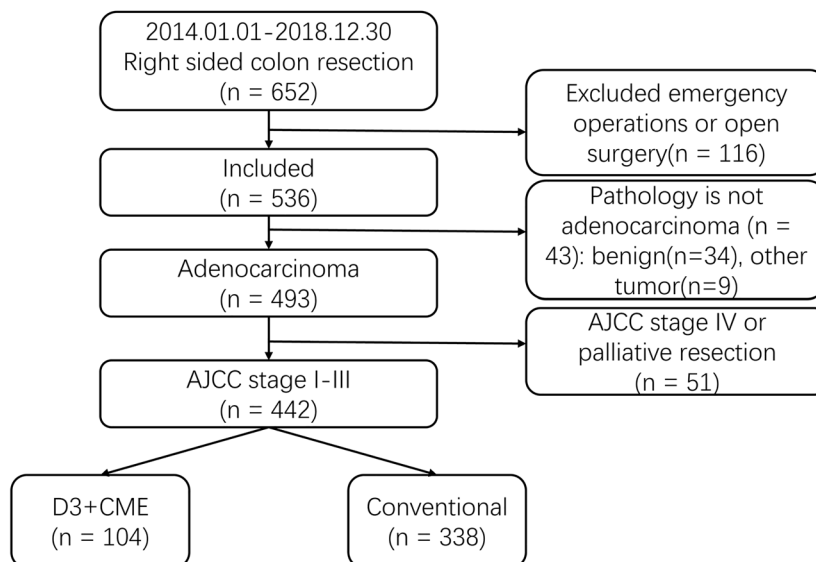 2014.01.01-2018.12.30
Right sided colon resection
(n = 652)
Excluded emergency
operations or open
surgery(n = 116)
Included
(n = 536)
Pathology is not
adenocarcinoma (n =
43): benign(n=34), other
tumor(n=9)
Adenocarcinoma
(n = 493)
AJCC stage IV or
palliative resection
(n = 51)
AJCC stage I-III
(n = 442)
D3+CME
(n = 104)
Conventional
(n = 338)